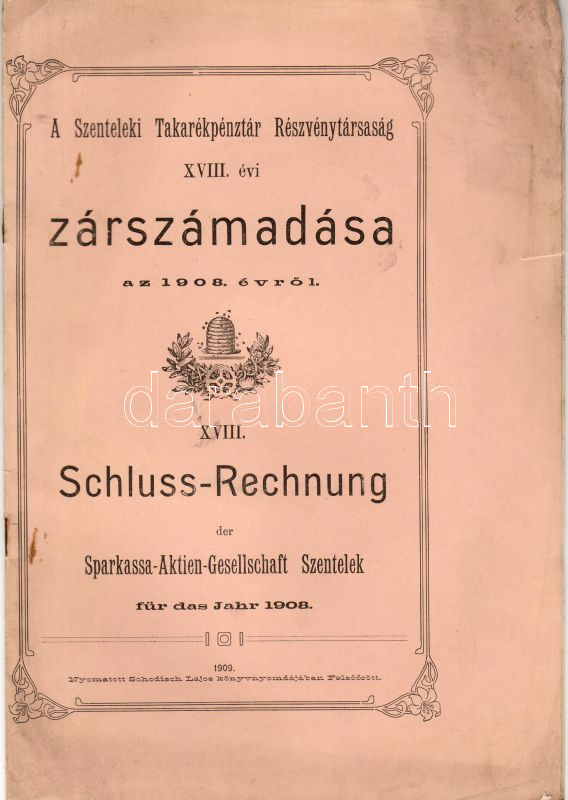 A Szenteleki Takarékpénztár Részvénytársaság
XVIII. évi
zárszámadása
az 1908. évről.
darabanth
XVIII.
Schluss-Rechnung
der
Sparkassa-Aktien-Gesellschaft Szentelek
für das Jahr 1908.
1909.
Nyomatott Schodisch Lajos könyvnyomdájában Felsőőrött.